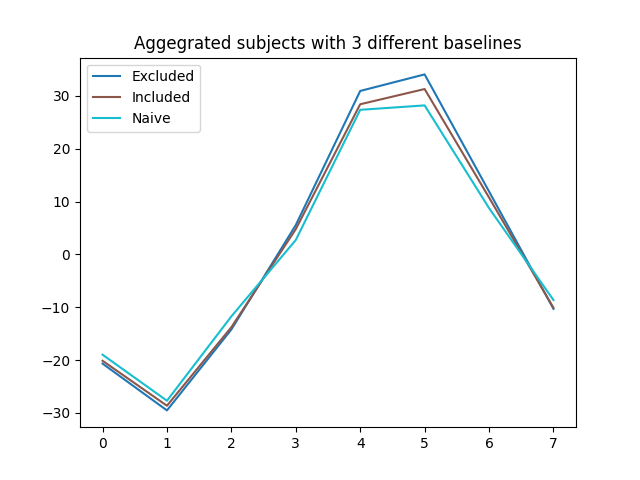 Aggegrated subjects with 3 different baselines
Excluded
Included
Naive
30
20
10
0
−10
−20
−30
0 1 2 3 4 5 6 7